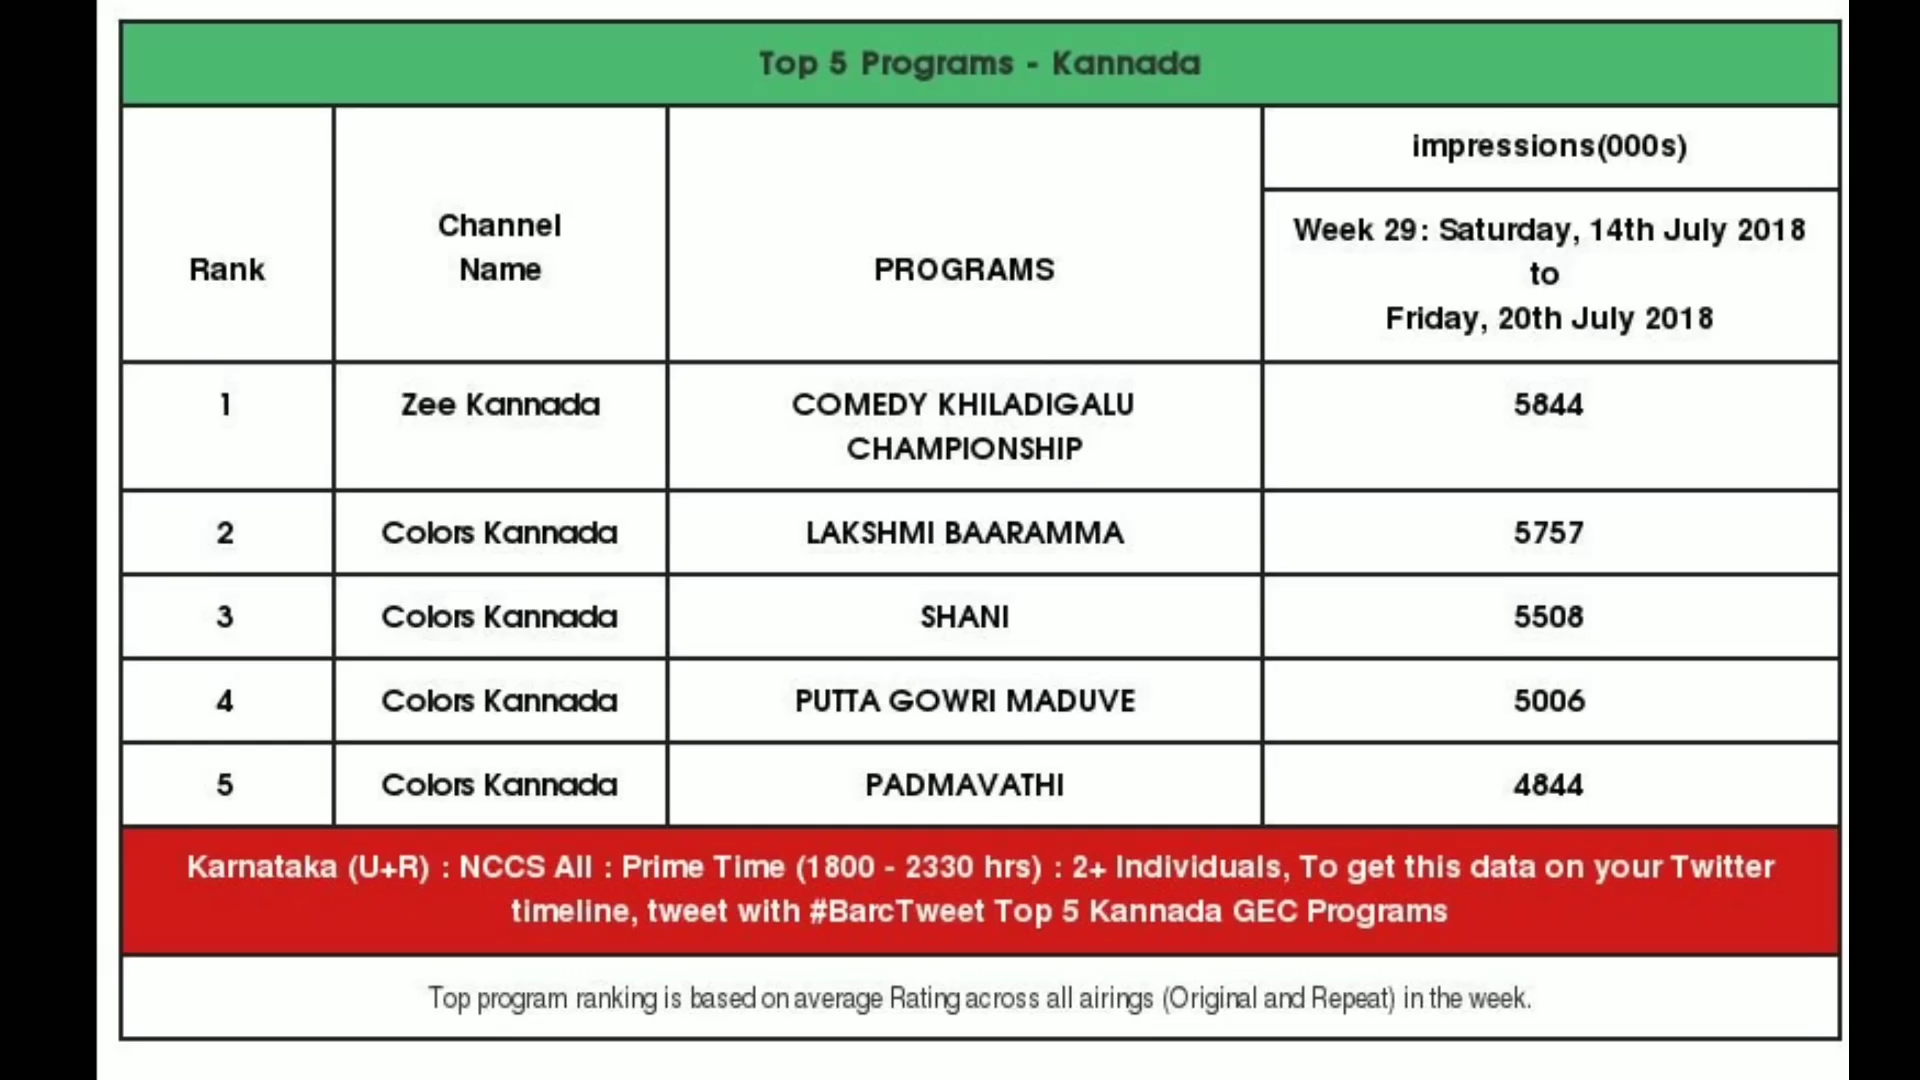 Top 5 Programs - Kannada
impressions(000s)
Rank
Channel
Name
PROGRAMS
Week 29: Saturday, 14th July 2018
to
Friday, 20th July 2018
1 Zee Kannada COMEDY KHILADIGALU 5844
CHAMPIONSHIP
2 Colors Kannada LAKSHMI BAARAMMA 5757
3 Colors Kannada SHANI 5508
4 Colors Kannada PUTTA GOWRI MADUVE 5006
5 Colors Kannada PADMAVATHI 4844
Karnataka (U+R) : NCCS All : Prime Time (1800 - 2330 hrs) : 2+ Individuals, To get this data on your Twitter
timeline, tweet with #BarcTweet Top 5 Kannada GEC Programs
Top program ranking is based on average Rating across all airings (Original and Repeat) in the week.